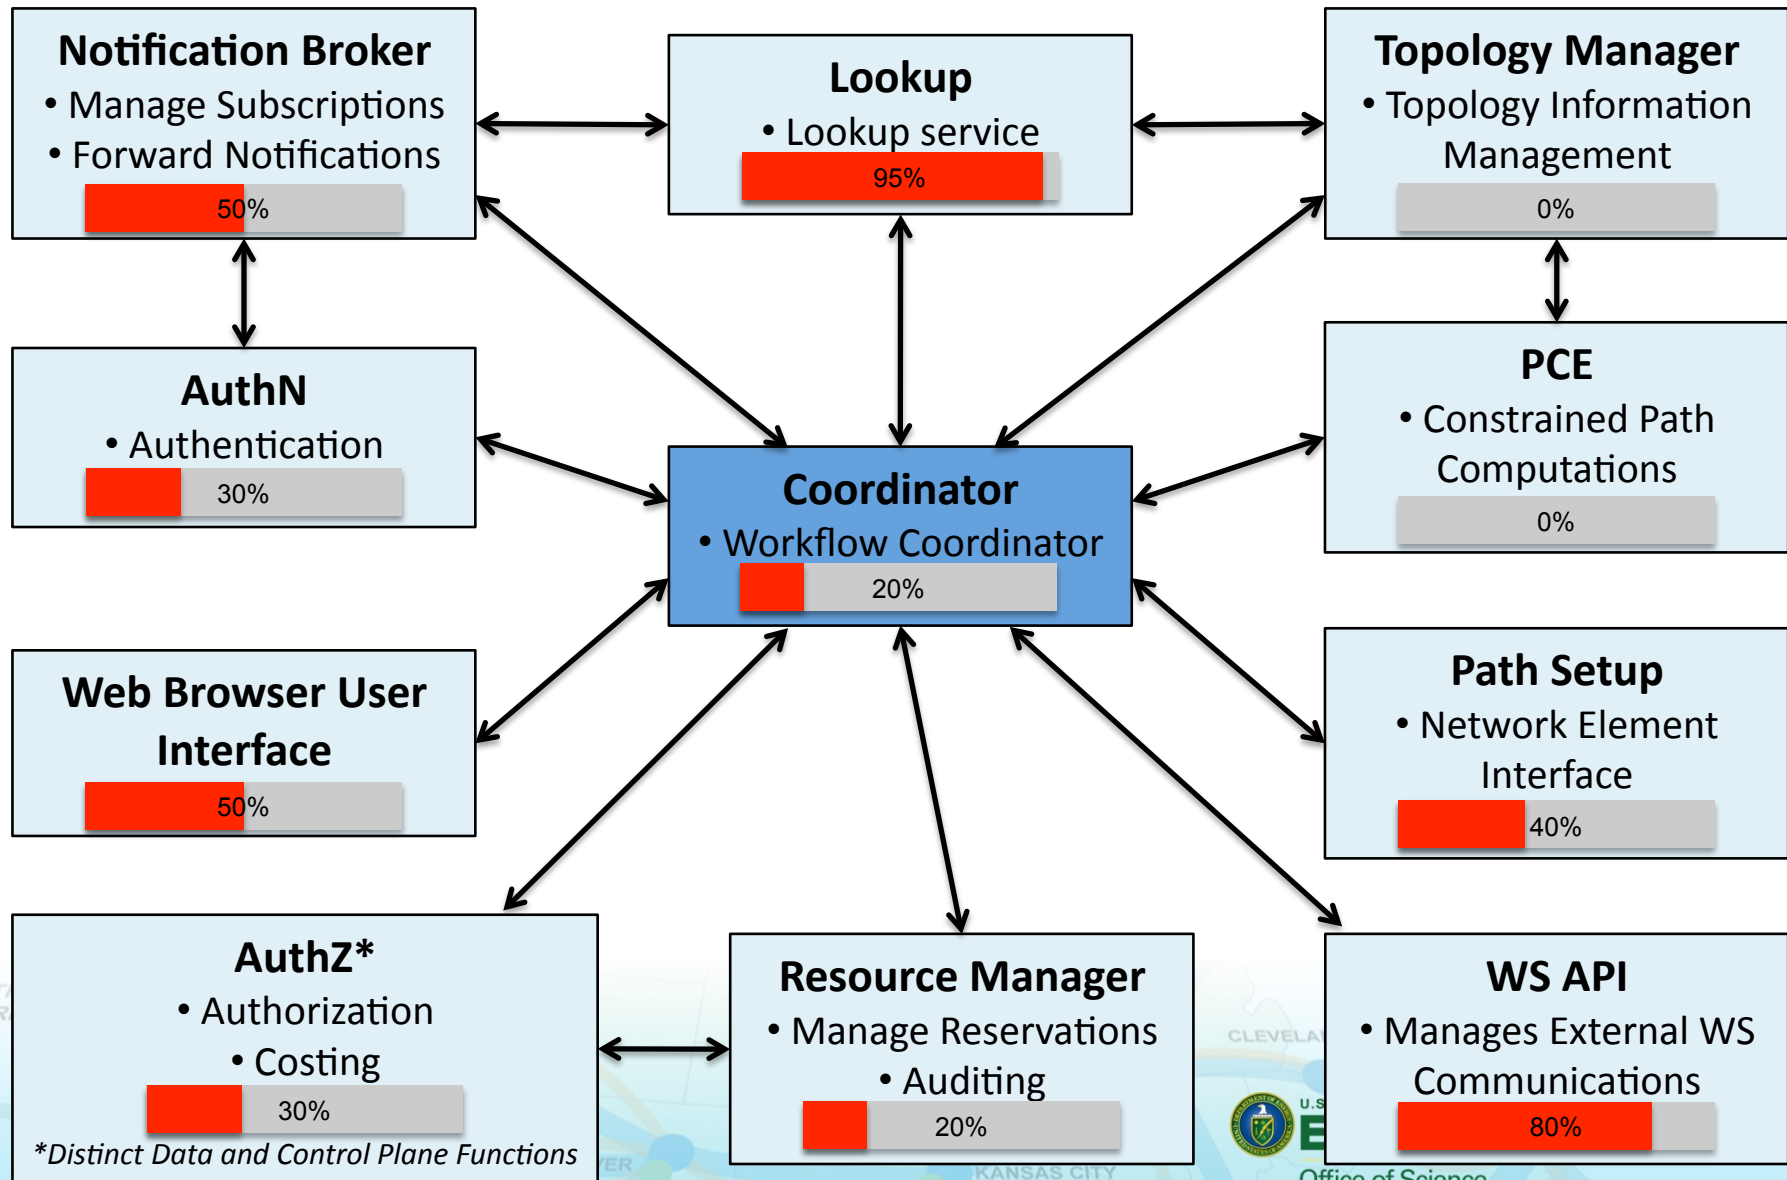 Notification Broker
• Manage Subscriptions
• Forward Notifications
50%
Lookup
• Lookup service
95%
Topology Manager
• Topology Information
Management
0%
AuthN
• Authentication
30%
Coordinator
• Workflow Coordinator
20%
PCE
• Constrained Path
Computations
0%
Web Browser User
Interface
50%
Path Setup
• Network Element
Interface
40%
AuthZ*
• Authorization
• Costing
30%
*Distinct Data and Control Plane Functions
Resource Manager
• Manage Reservations
• Auditing
20%
WS API
• Manages External WS
Communications
80%
KANSAS CITY
Office of Science